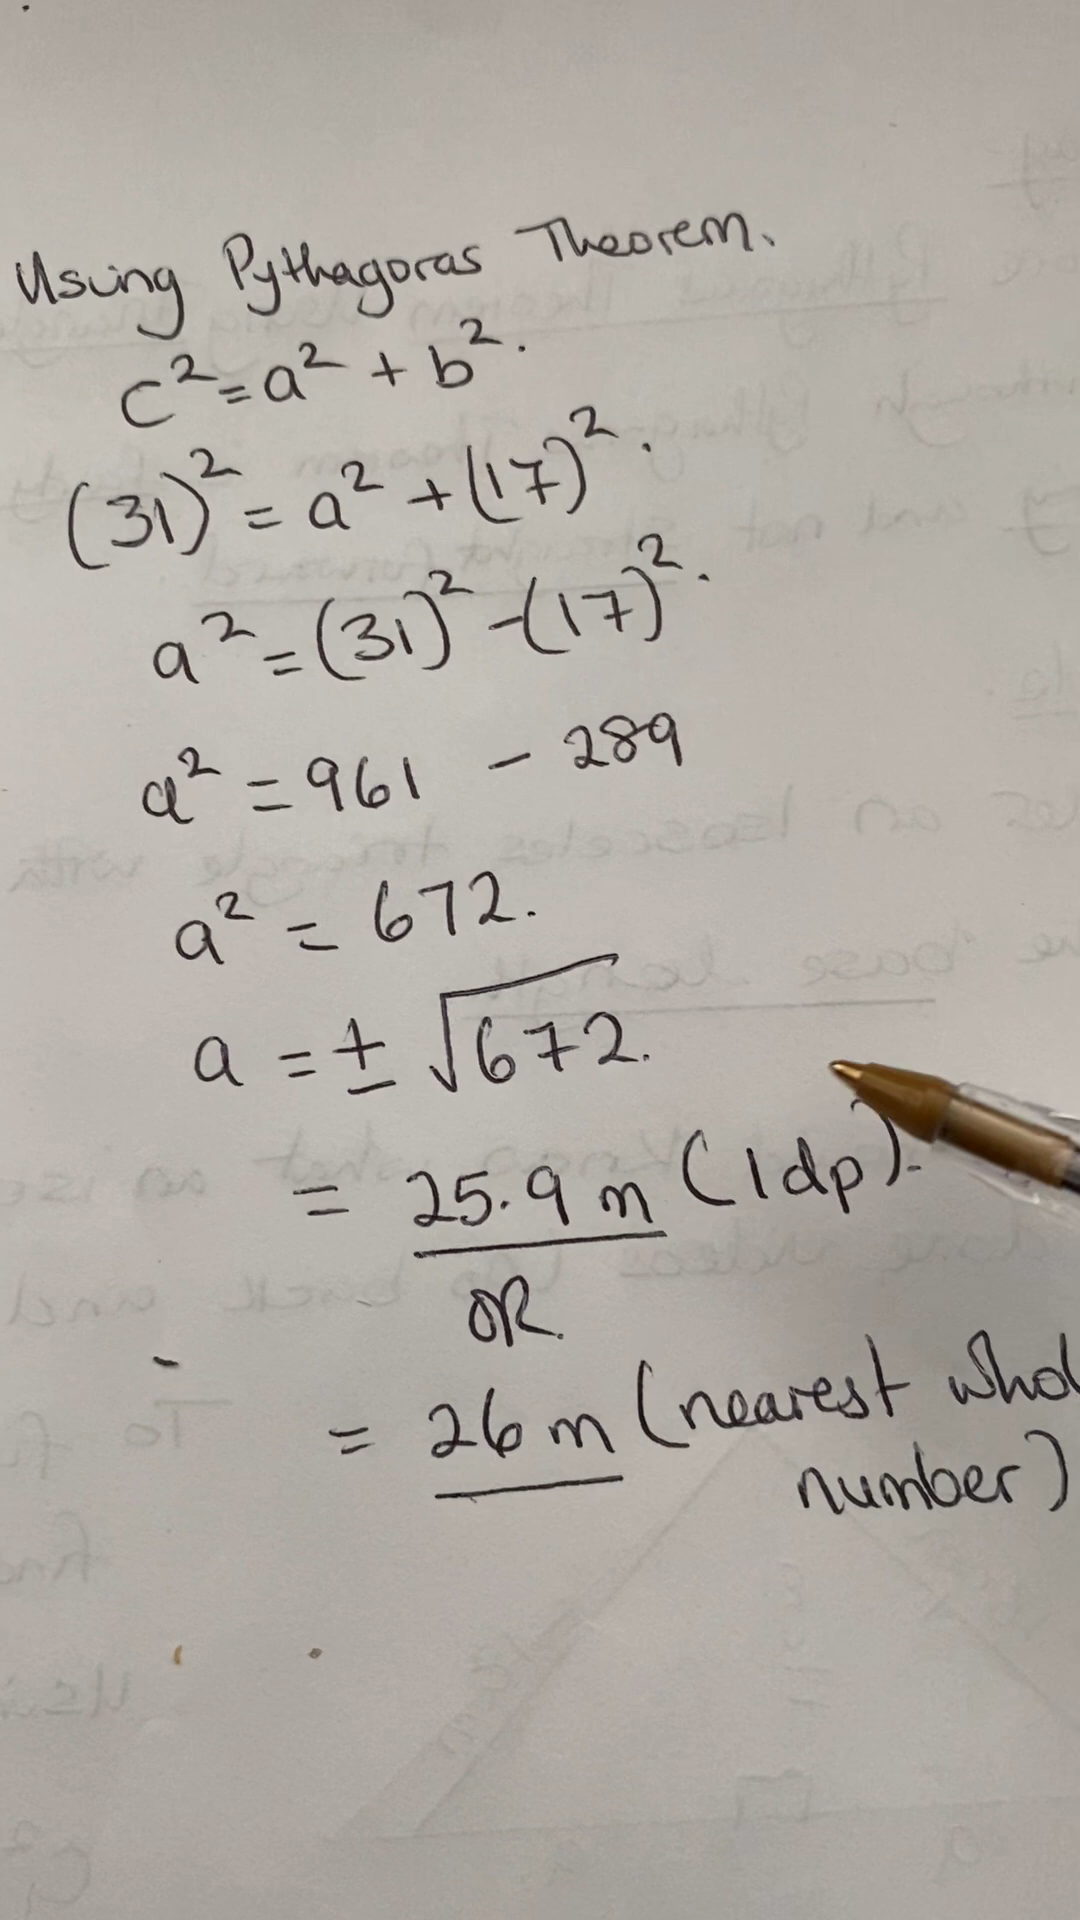 Using Pythagoras Theorem.
c² = a² + b².
(31)² = a² + (17)².
a² = (31)² - (17)².
a² = 961 - 289
a² = 672.
a = ± √672.
= 25.9 m (1dp).
OR.
= 26 m (nearest whol
number)